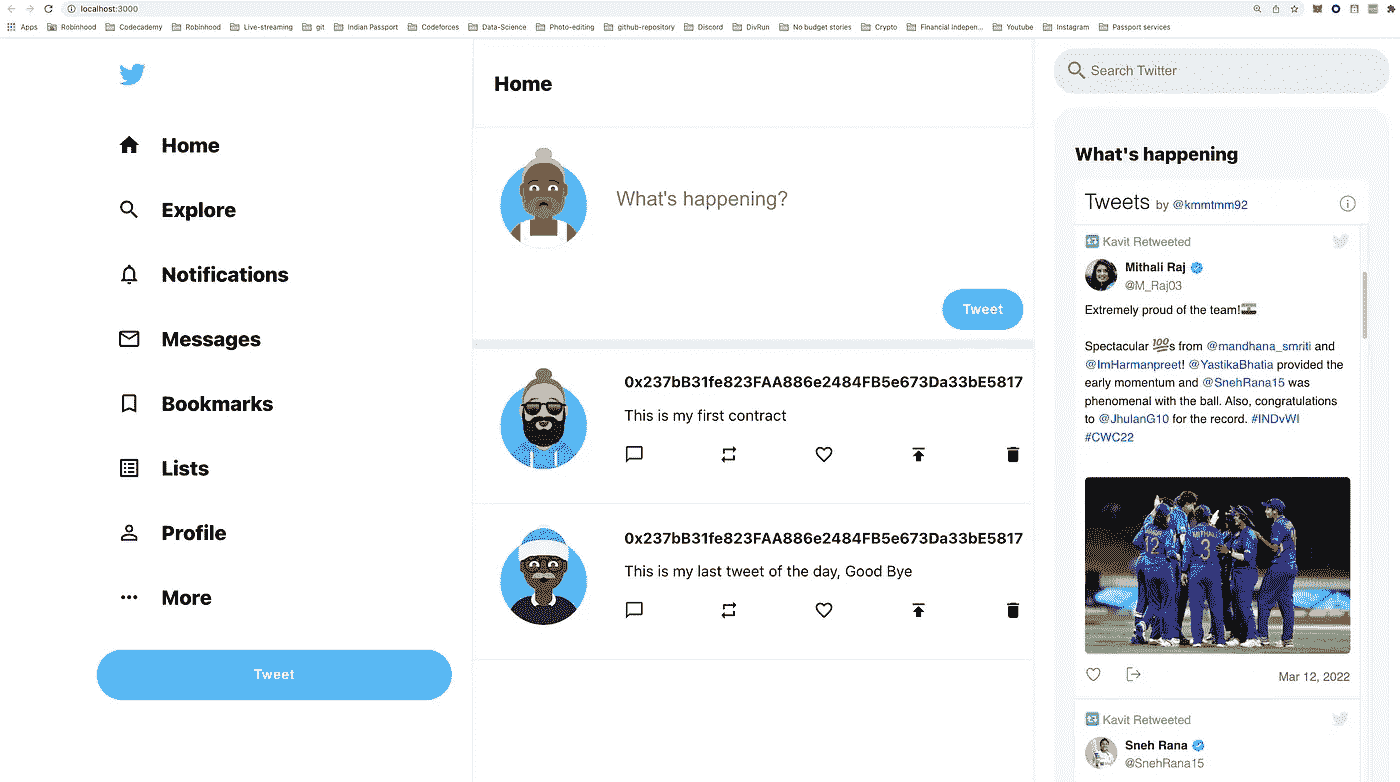 localhost:3000
Apps
Robinhood
Codecademy
Robinhood
Live-streaming
git
Indian Passport
Codeforces
Data-Science
Photo-editing
github-repository
Discord
DivRun
No budget stories
Crypto
Financial Indepen...
Youtube
Instagram
Passport services
Home
Explore
Notifications
Messages
Bookmarks
Lists
Profile
More
Tweet
Home
What's happening?
Tweet
0x237bB31fe823FAA886e2484FB5e673Da33bE5817
This is my first contract
0x237bB31fe823FAA886e2484FB5e673Da33bE5817
This is my last tweet of the day, Good Bye
Search Twitter
What's happening
Tweets by @kmmtmm92
Kavit Retweeted
Mithali Raj
@M_Raj03
Extremely proud of the team!
Spectacular 100s from @mandhana_smriti and
@ImHarmanpreet! @YastikaBhatia provided the
early momentum and @SnehRana15 was
phenomenal with the ball. Also, congratulations
to @JhulanG10 for the record. #INDvWI
#CWC22
12
MITHALI
3
Mar 12, 2022
Kavit Retweeted
Sneh Rana
@SnehRana15